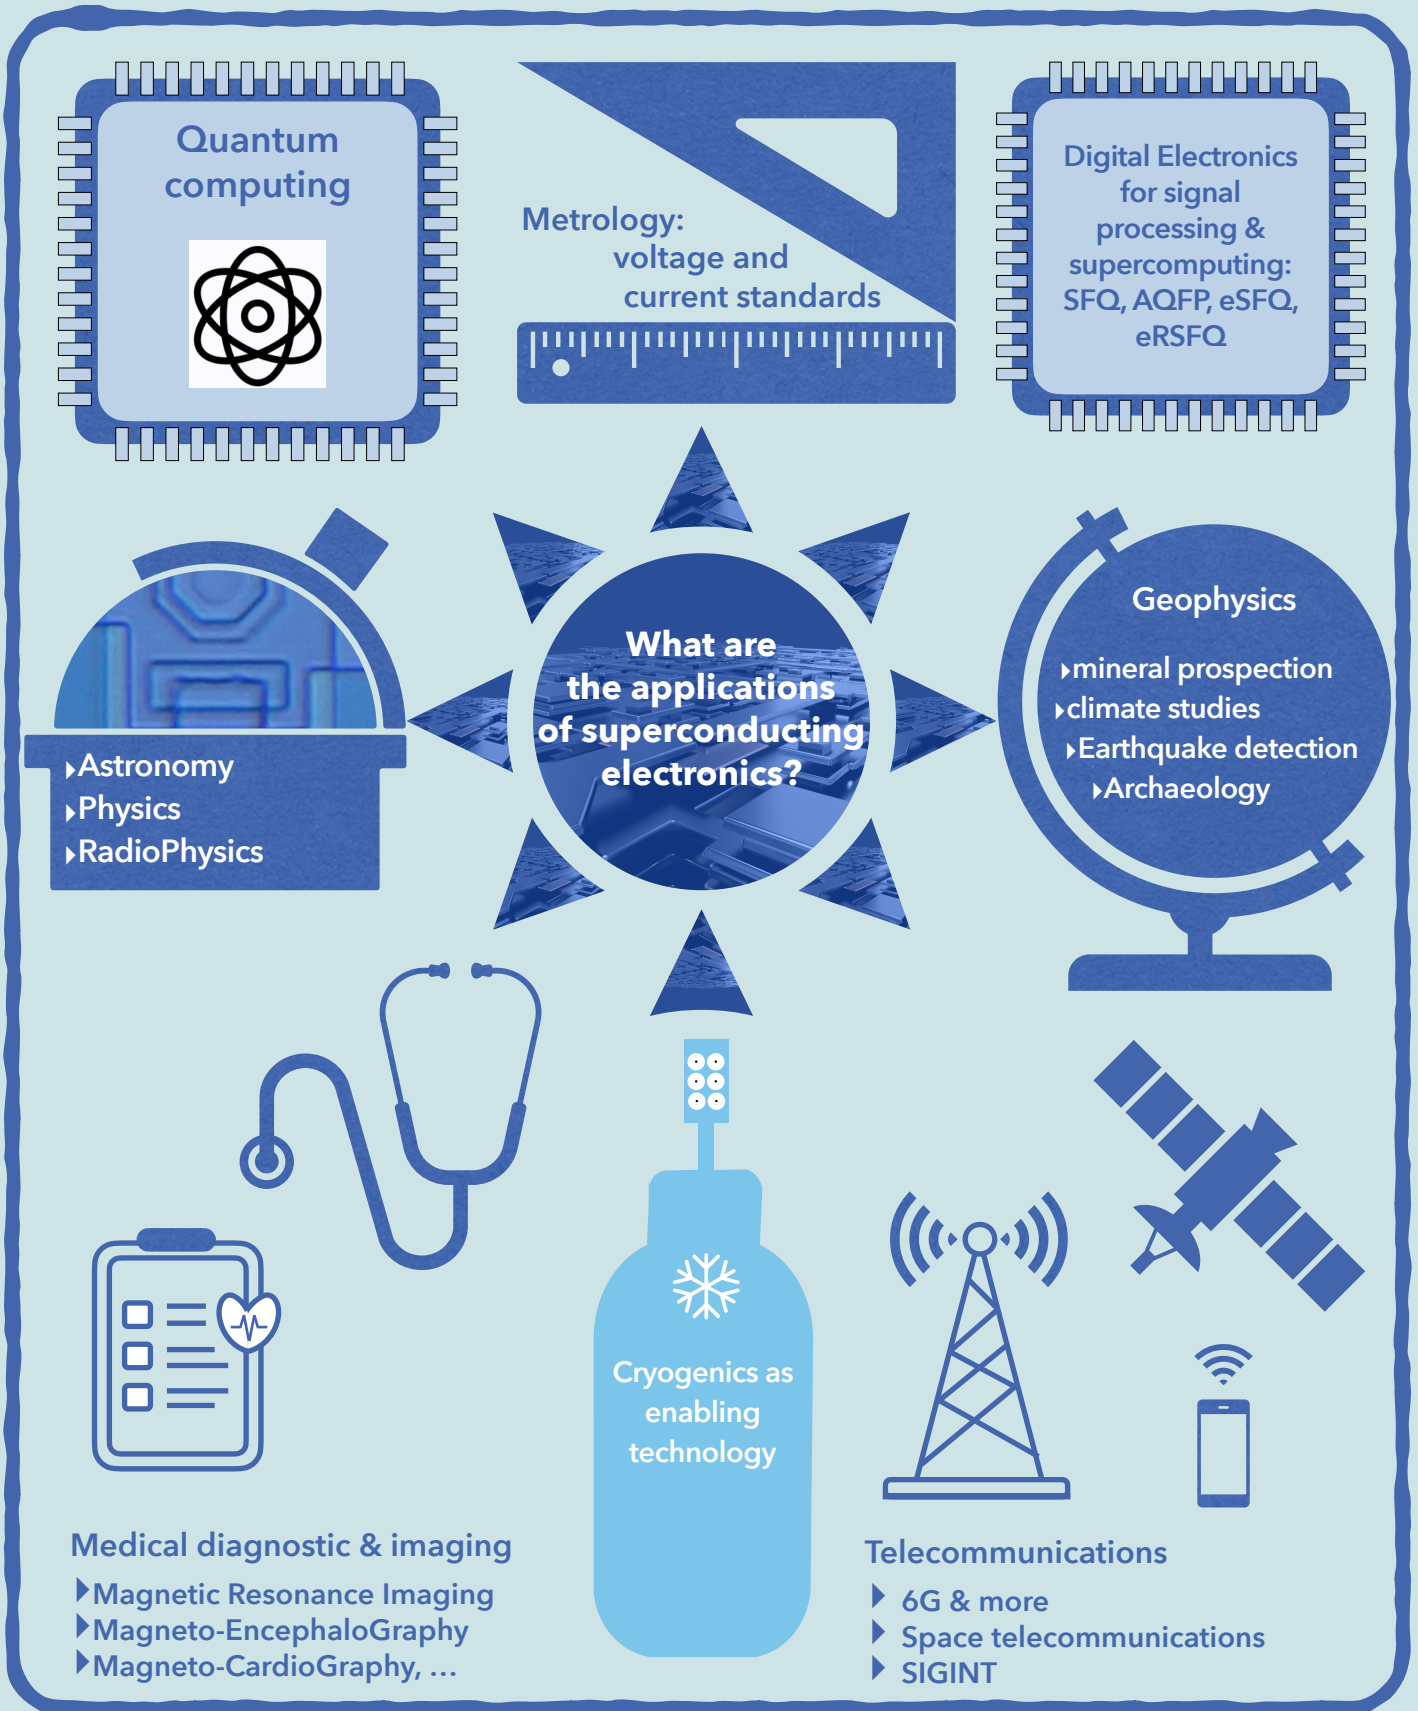 Quantum
computing
Metrology:
voltage and
current standards
Digital Electronics
for signal
processing &
supercomputing:
SFQ, AQFP, eSFQ,
eRSFQ
What are
the applications
of superconducting
electronics?
Geophysics
mineral prospection
climate studies
Earthquake detection
Archaeology
Astronomy
Physics
RadioPhysics
Cryogenics as
enabling
technology
Medical diagnostic & imaging
Magnetic Resonance Imaging
Magneto-EncephaloGraphy
Magneto-CardioGraphy, ...
Telecommunications
6G & more
Space telecommunications
SIGINT